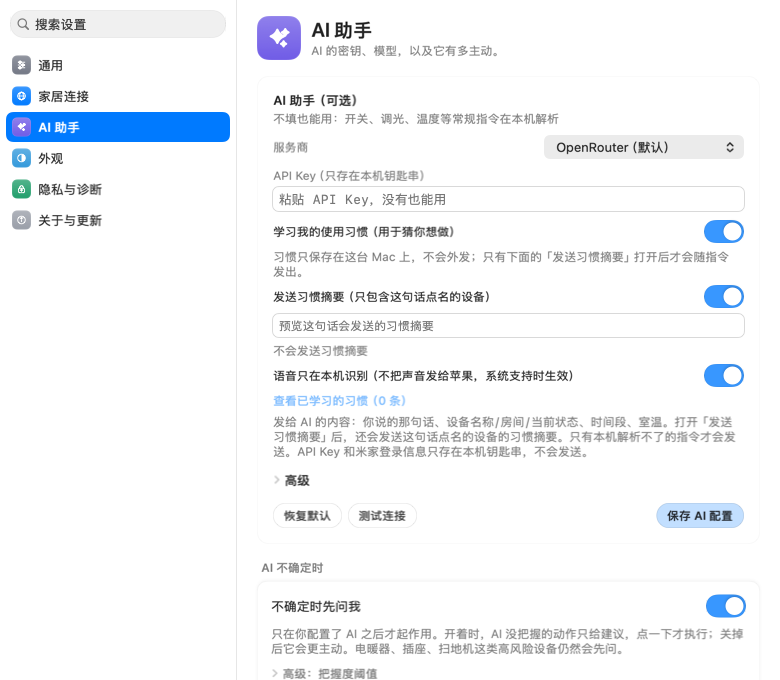 搜索设置
通用
家居连接
AI 助手
外观
隐私与诊断
关于与更新
AI 助手
AI 的密钥、模型，以及它有多主动。
AI 助手（可选）
不填也能用：开关、调光、温度等常规指令在本机解析
服务商
OpenRouter (默认)
API Key (只存在本机钥匙串)
粘贴 API Key，没有也能用
学习我的使用习惯 (用于猜你想做)
习惯只保存在这台 Mac 上，不会外发；只有下面的「发送习惯摘要」打开后才会随指令
发出。
发送习惯摘要 (只包含这句话点名的设备)
预览这句话会发送的习惯摘要
不会发送习惯摘要
语音只在本机识别 (不把声音发给苹果，系统支持时生效)
查看已学习的习惯（0 条）
发给 AI 的内容：你说的那句话、设备名称/房间/当前状态、时间段、室温。打开「发送
习惯摘要」后，还会发送这句话点名的设备的习惯摘要。只有本机解析不了的指令才会发
送。API Key 和米家登录信息只存在本机钥匙串，不会发送。
高级
恢复默认
测试连接
保存 AI 配置
AI 不确定时
不确定时先问我
只在你配置了 AI 之后才起作用。开着时，AI 没把握的动作只给建议，点一下才执行；关掉
后它会更主动。电暖器、插座、扫地机这类高风险设备仍然会先问。
高级：把握度阈值